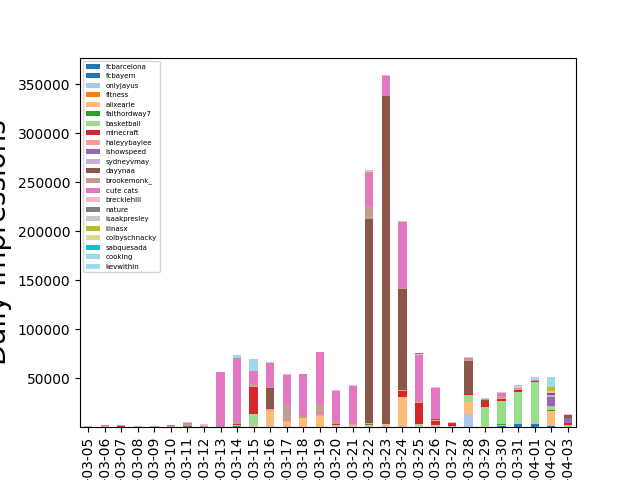 Daily Impressions
350000
300000
250000
200000
150000
100000
50000
fcbarcelona
fcbayern
onlyjayus
fitness
alixearle
faithordway7
basketball
minecraft
haleyybaylee
ishowspeed
sydneyvmay
dayynaa
brookemonk_
cute cats
breckiehill
nature
isaakpresley
illnasx
colbyschnacky
sabquesada
cooking
kevwithin
03-05
03-06
03-07
03-08
03-09
03-10
03-11
03-12
03-13
03-14
03-15
03-16
03-17
03-18
03-19
03-20
03-21
03-22
03-23
03-24
03-25
03-26
03-27
03-28
03-29
03-30
03-31
04-01
04-02
04-03